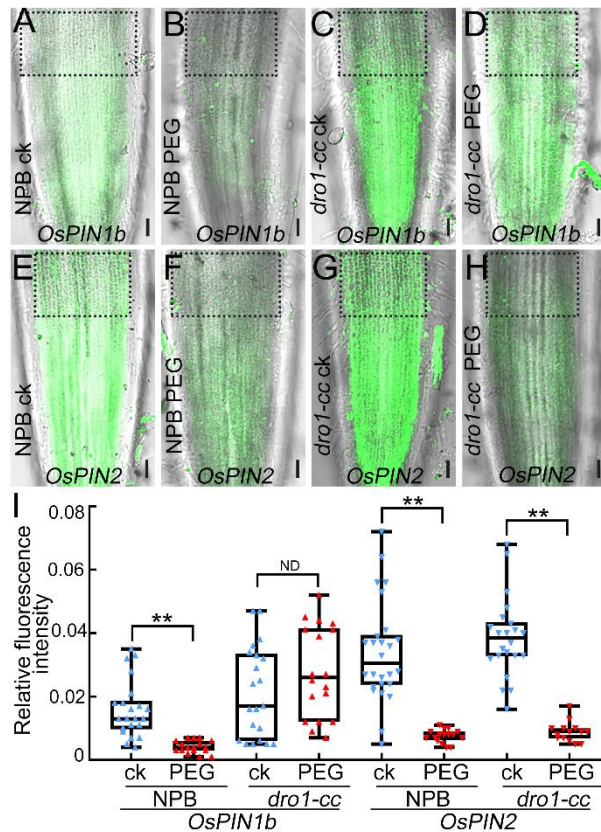 A B C D
NPB ck NPB PEG dro1-cc ck dro1-cc PEG
OsPIN1b OsPIN1b OsPIN1b OsPIN1b
E F G H
NPB ck NPB PEG dro1-cc ck dro1-cc PEG
OsPIN2 OsPIN2 OsPIN2 OsPIN2
I
Relative fluorescence
intensity
0.08
0.06
0.04
0.02
0
** ND ** **
ck PEG ck PEG ck PEG ck PEG
NPB dro1-cc NPB dro1-cc
OsPIN1b OsPIN2